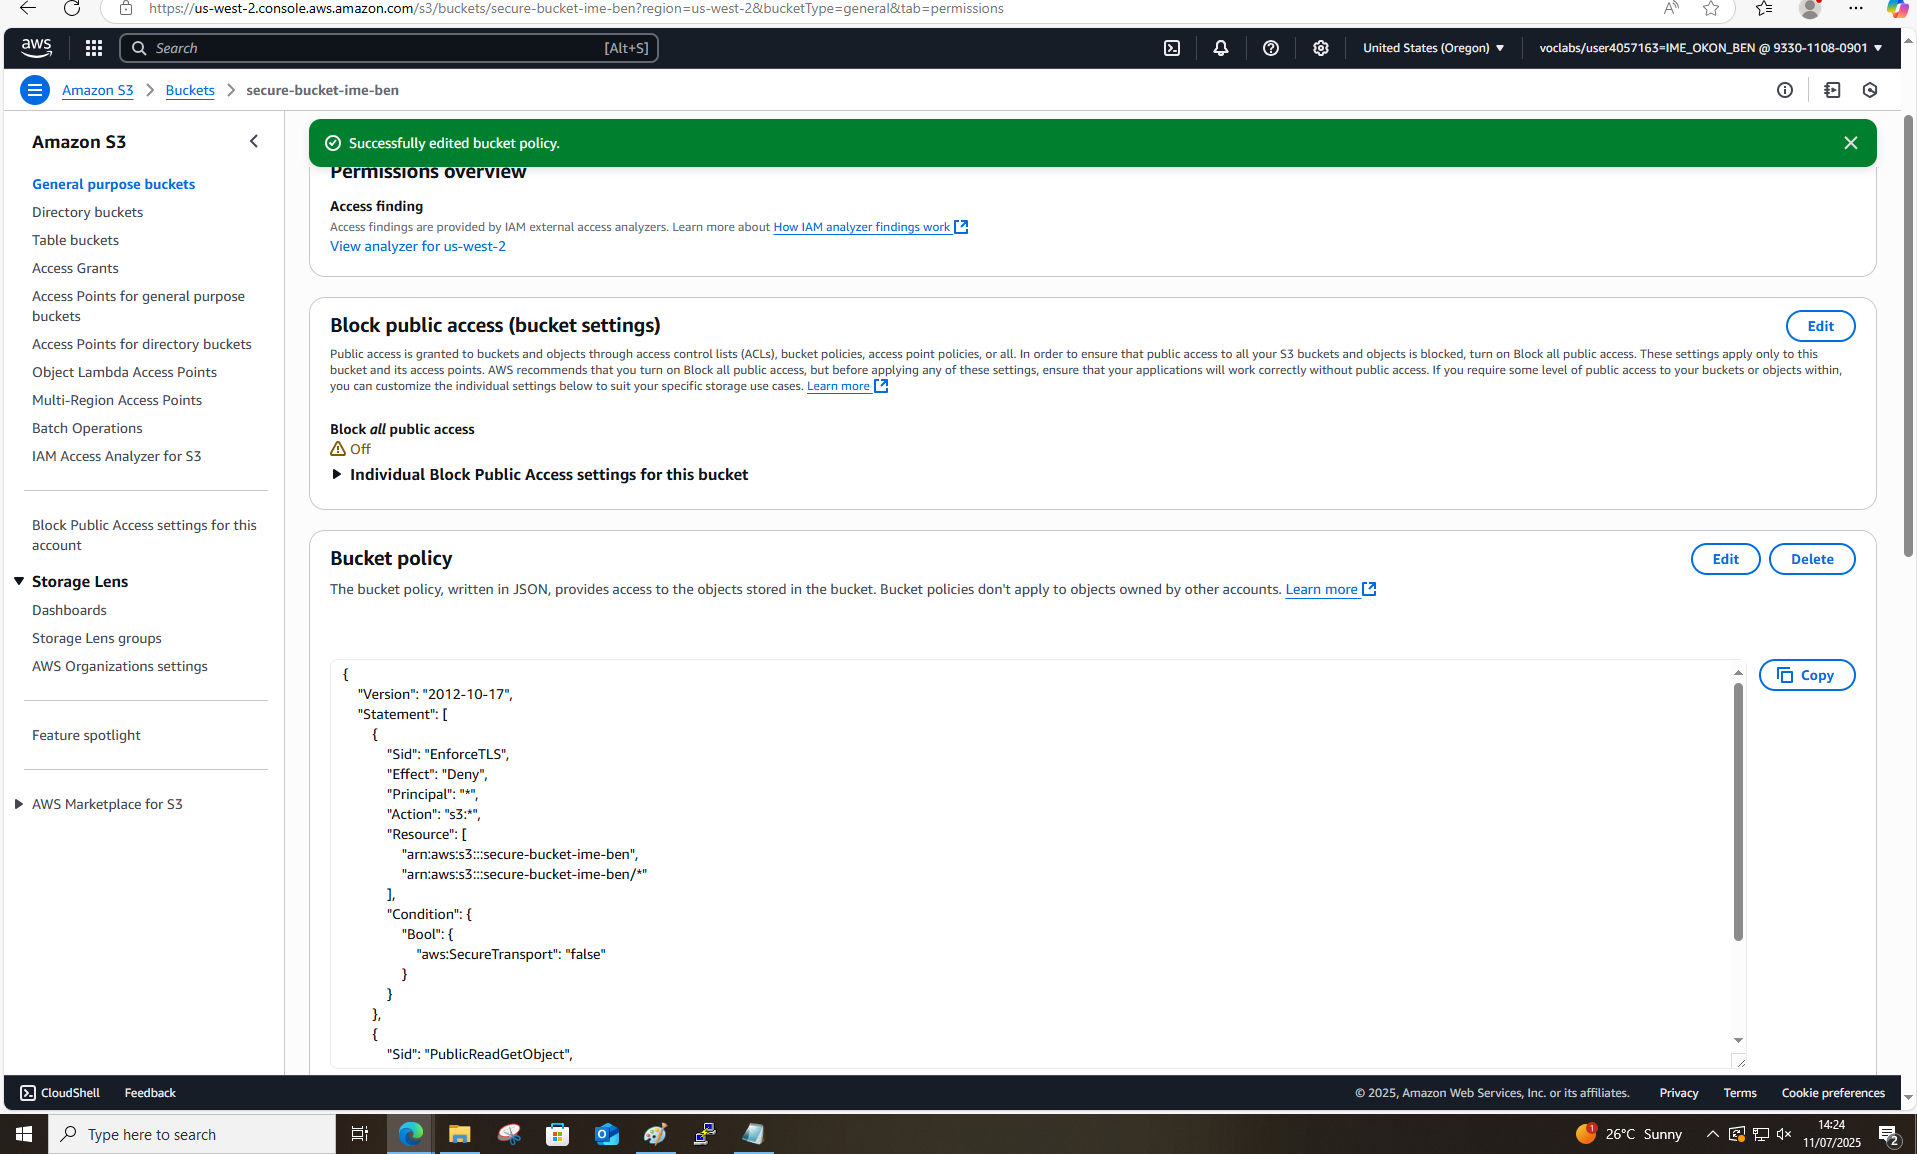 https://us-west-2.console.aws.amazon.com/s3/buckets/secure-bucket-ime-ben?region=us-west-2&bucketType=general&tab=permissions
aws
Search
[Alt+S]
United States (Oregon)
voclabs/user4057163=IME_OKON_BEN @ 9330-1108-0901
Amazon S3
Buckets
secure-bucket-ime-ben
Amazon S3
General purpose buckets
Directory buckets
Table buckets
Access Grants
Access Points for general purpose
buckets
Access Points for directory buckets
Object Lambda Access Points
Multi-Region Access Points
Batch Operations
IAM Access Analyzer for S3
Block Public Access settings for this
account
Storage Lens
Dashboards
Storage Lens groups
AWS Organizations settings
Feature spotlight
AWS Marketplace for S3
Successfully edited bucket policy.
Permissions overview
Access finding
Access findings are provided by IAM external access analyzers. Learn more about How IAM analyzer findings work
View analyzer for us-west-2
Block public access (bucket settings)
Edit
Public access is granted to buckets and objects through access control lists (ACLs), bucket policies, access point policies, or all. In order to ensure that public access to all your S3 buckets and objects is blocked, turn on Block all public access. These settings apply only to this
bucket and its access points. AWS recommends that you turn on Block all public access, but before applying any of these settings, ensure that your applications will work correctly without public access. If you require some level of public access to your buckets or objects within,
you can customize the individual settings below to suit your specific storage use cases. Learn more
Block all public access
Off
Individual Block Public Access settings for this bucket
Bucket policy
Edit
Delete
The bucket policy, written in JSON, provides access to the objects stored in the bucket. Bucket policies don't apply to objects owned by other accounts. Learn more
Copy
{
"Version": "2012-10-17",
"Statement": [
{
"Sid": "EnforceTLS",
"Effect": "Deny",
"Principal": "*",
"Action": "s3:*",
"Resource": [
"arn:aws:s3:::secure-bucket-ime-ben",
"arn:aws:s3:::secure-bucket-ime-ben/*"
],
"Condition": {
"Bool": {
"aws:SecureTransport": "false"
}
}
},
{
"Sid": "PublicReadGetObject",
CloudShell
Feedback
© 2025, Amazon Web Services, Inc. or its affiliates.
Privacy
Terms
Cookie preferences
Type here to search
1
26°C Sunny
14:24
11/07/2025
2